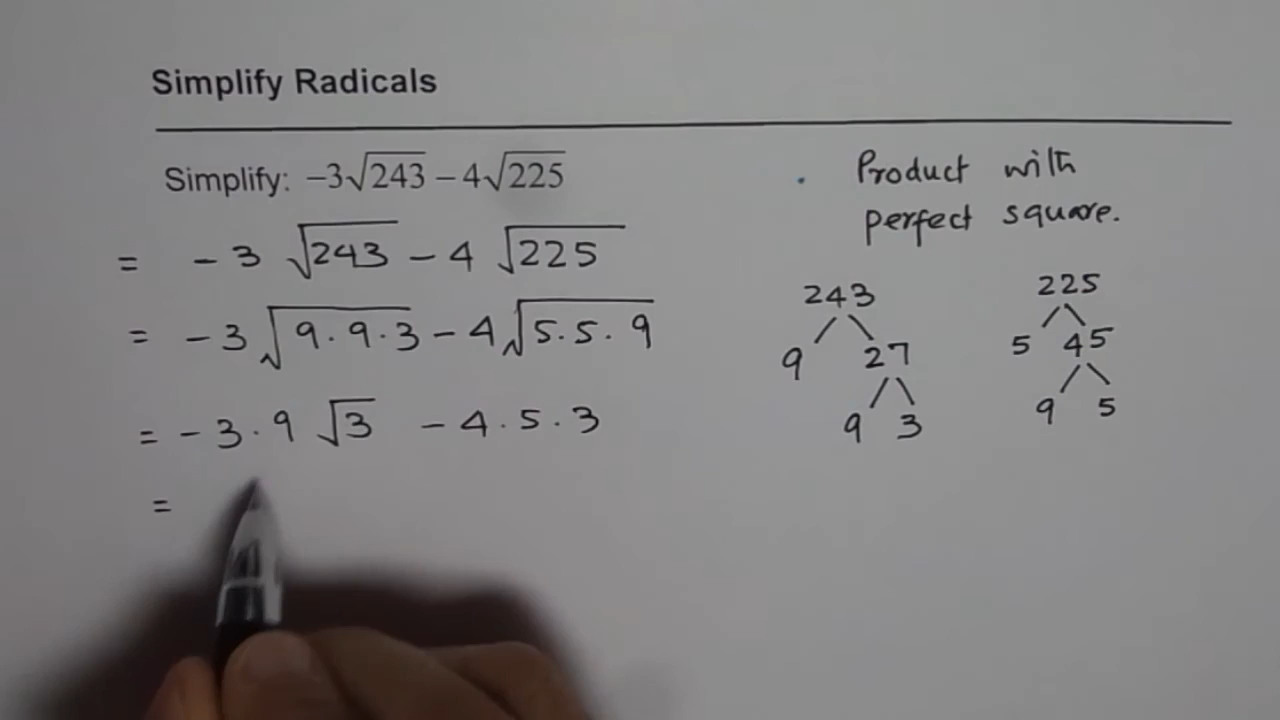 Simplify Radicals
Simplify: −3√243 − 4√225
= - 3 √243 - 4 √225
= - 3 √9.9.3 - 4√5.5.9
= - 3.9 √3 - 4.5.3
=
. Product with
perfect square.
243
9 27
9 3
225
5 45
9 5